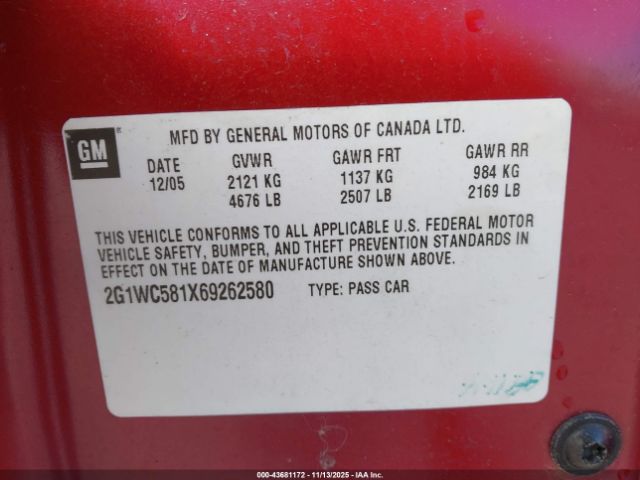 GM
MFD BY GENERAL MOTORS OF CANADA LTD.
DATE GVWR GAWR FRT GAWR RR
12/05 2121 KG 1137 KG 984 KG
4676 LB 2507 LB 2169 LB
THIS VEHICLE CONFORMS TO ALL APPLICABLE U.S. FEDERAL MOTOR
VEHICLE SAFETY, BUMPER, AND THEFT PREVENTION STANDARDS IN
EFFECT ON THE DATE OF MANUFACTURE SHOWN ABOVE.
2G1WC581X69262580 TYPE: PASS CAR
000-43681172 - 11/13/2025 - IAA Inc.